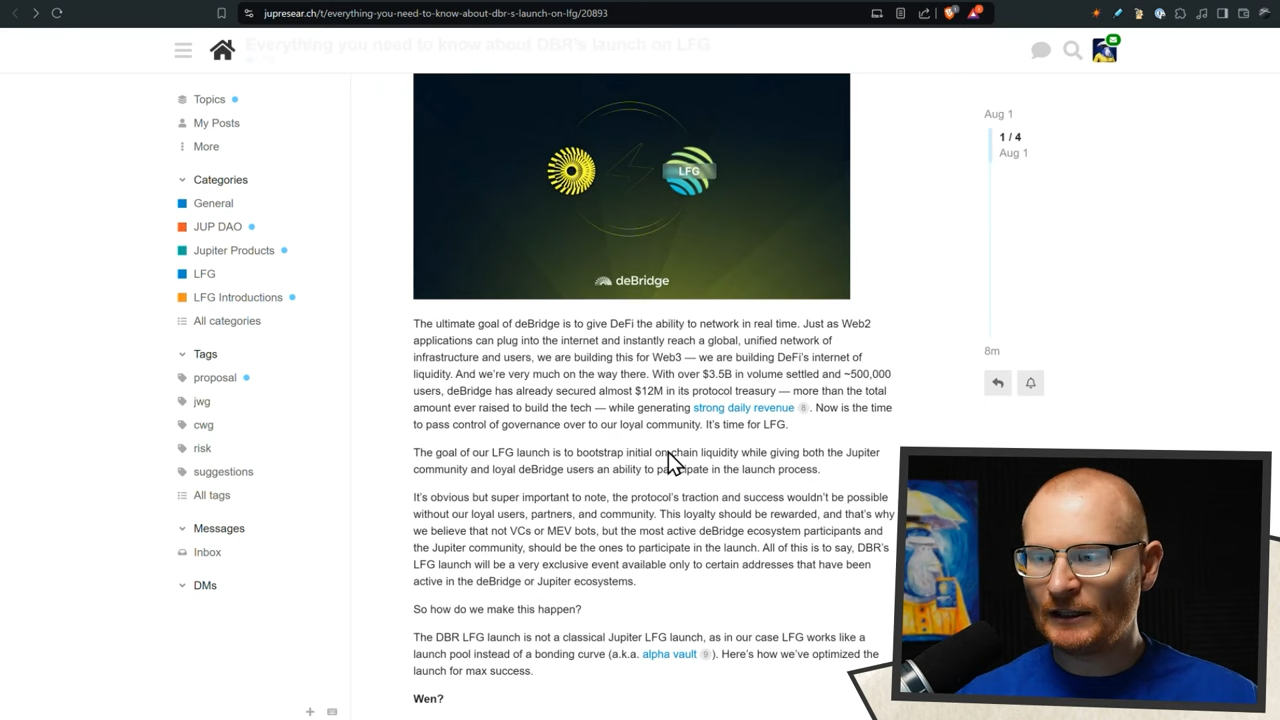 jupresear.ch/t/everything-you-need-to-know-about-dbr-s-launch-on-lfg/20893
Everything you need to know about DBR's launch on LFG
Topics
My Posts
More
Categories
General
JUP DAO
Jupiter Products
LFG
LFG Introductions
All categories
Tags
proposal
jwg
cwg
risk
suggestions
All tags
Messages
Inbox
DMs
LFG
deBridge
The ultimate goal of deBridge is to give DeFi the ability to network in real time. Just as Web2
applications can plug into the internet and instantly reach a global, unified network of
infrastructure and users, we are building this for Web3 — we are building DeFi's internet of
liquidity. And we're very much on the way there. With over $3.5B in volume settled and ~500,000
users, deBridge has already secured almost $12M in its protocol treasury — more than the total
amount ever raised to build the tech — while generating strong daily revenue 8 . Now is the time
to pass control of governance over to our loyal community. It's time for LFG.
The goal of our LFG launch is to bootstrap initial on-chain liquidity while giving both the Jupiter
community and loyal deBridge users an ability to participate in the launch process.
It's obvious but super important to note, the protocol's traction and success wouldn't be possible
without our loyal users, partners, and community. This loyalty should be rewarded, and that's why
we believe that not VCs or MEV bots, but the most active deBridge ecosystem participants and
the Jupiter community, should be the ones to participate in the launch. All of this is to say, DBR's
LFG launch will be a very exclusive event available only to certain addresses that have been
active in the deBridge or Jupiter ecosystems.
So how do we make this happen?
The DBR LFG launch is not a classical Jupiter LFG launch, as in our case LFG works like a
launch pool instead of a bonding curve (a.k.a. alpha vault 9 ). Here's how we've optimized the
launch for max success.
Wen?
Aug 1
1 / 4
Aug 1
8m